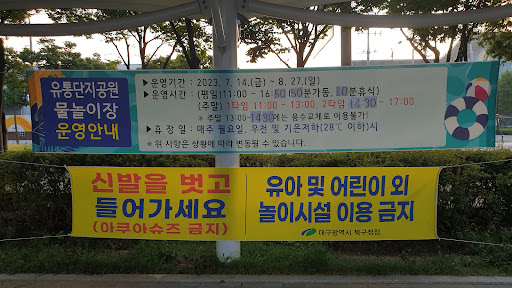 유통단지공원
물놀이장
운영안내
▶ 운영기간 : 2023. 7. 14.(금) ~ 8. 27.(일)
▶ 운영시간 : (평일)11:00 ~ 16:50 (50분가동, 10분휴식)
(주말) 1타임 11:00 ~ 13:00, 2타임 14:30 ~ 17:00
※ 주말 13:00~14:30에는 용수교체로 이용불가!
▶ 휴 장 일 : 매주 월요일, 우천 및 기온저하(28℃ 이하)시
※ 위 사항은 상황에 따라 변동될 수 있습니다.
신발을 벗고
들어가세요
(아쿠아슈즈 금지)
유아 및 어린이 외
놀이시설 이용 금지
대구광역시 북구청장